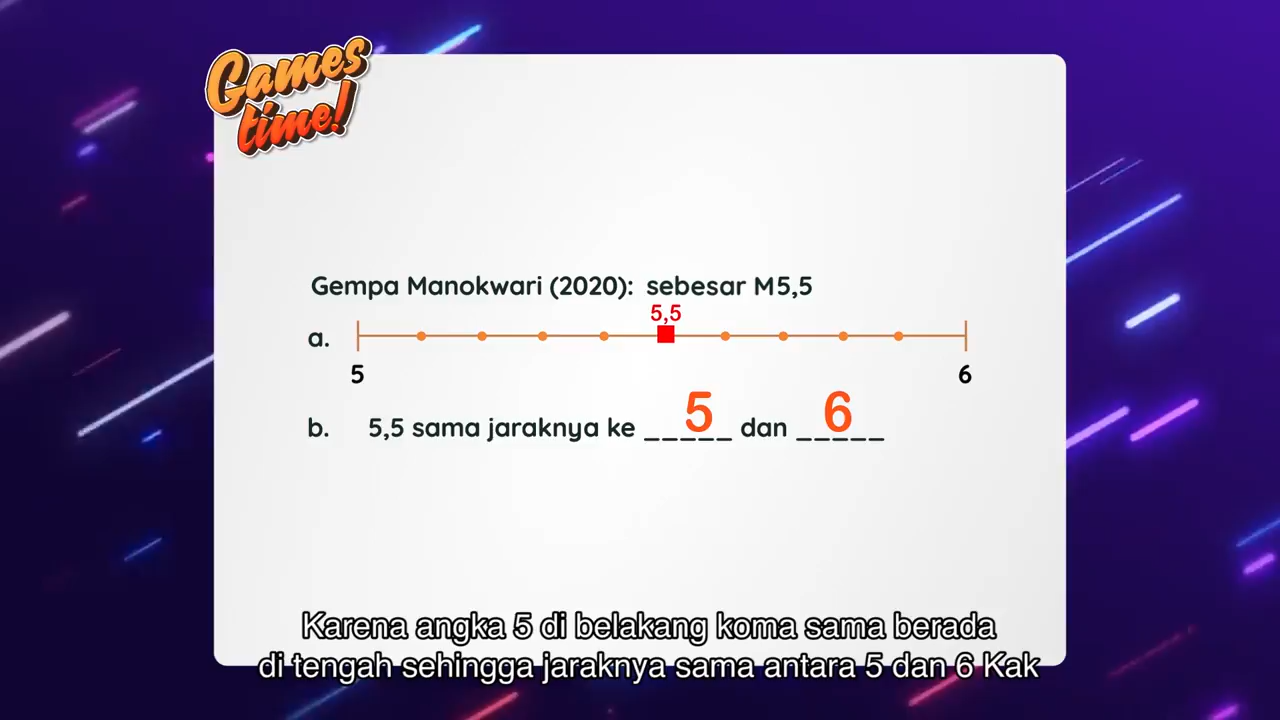 Games
time!
Gempa Manokwari (2020): sebesar M5,5
5,5
a.
5 6
b. 5,5 sama jaraknya ke _____ dan _____
5 6
Karena angka 5 di belakang koma sama berada
di tengah sehingga jaraknya sama antara 5 dan 6 Kak